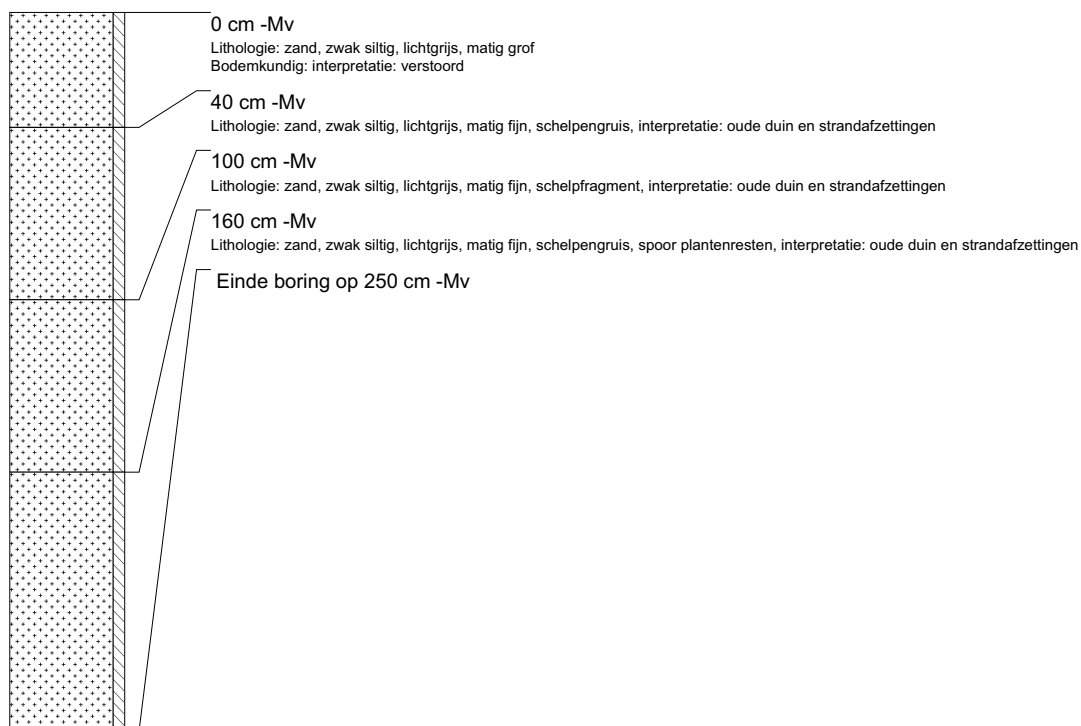 0 cm -Mv
Lithologie: zand, zwak siltig, lichtgrijs, matig grof
Bodemkundig: interpretatie: verstoord
40 cm -Mv
Lithologie: zand, zwak siltig, lichtgrijs, matig fijn, schelpengruis, interpretatie: oude duin en strandafzettingen
100 cm -Mv
Lithologie: zand, zwak siltig, lichtgrijs, matig fijn, schelpfragment, interpretatie: oude duin en strandafzettingen
160 cm -Mv
Lithologie: zand, zwak siltig, lichtgrijs, matig fijn, schelpengruis, spoor plantenresten, interpretatie: oude duin en strandafzettingen
Einde boring op 250 cm -Mv